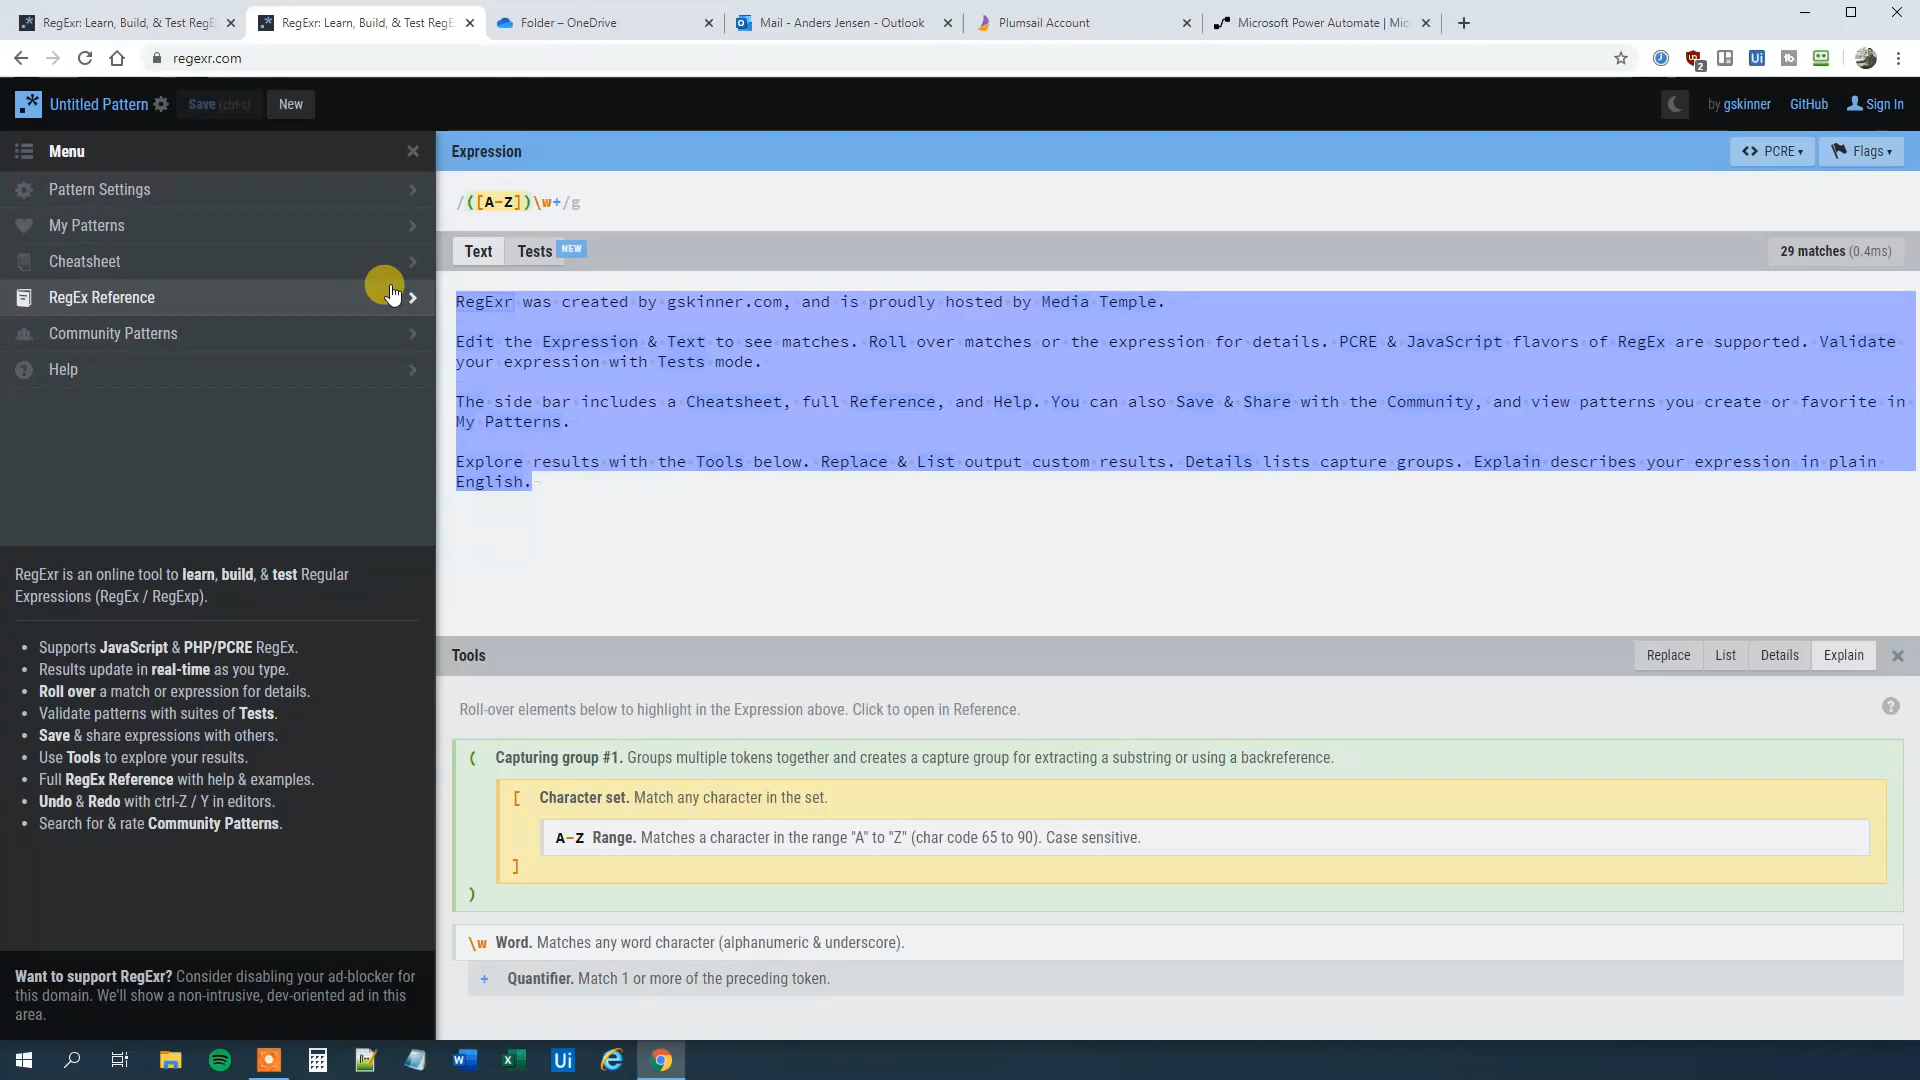 RegExr: Learn, Build, & Test RegE
RegExr: Learn, Build, & Test RegE
Folder – OneDrive
Mail - Anders Jensen - Outlook
Plumsail Account
Microsoft Power Automate | Micr
regexr.com
2
Ui
Untitled Pattern
Save (ctrl-s)
New
by gskinner
GitHub
Sign In
Menu
Pattern Settings
My Patterns
Cheatsheet
RegEx Reference
Community Patterns
Help
RegExr is an online tool to learn, build, & test Regular
Expressions (RegEx / RegExp).
• Supports JavaScript & PHP/PCRE RegEx.
• Results update in real-time as you type.
• Roll over a match or expression for details.
• Validate patterns with suites of Tests.
• Save & share expressions with others.
• Use Tools to explore your results.
• Full RegEx Reference with help & examples.
• Undo & Redo with ctrl-Z / Y in editors.
• Search for & rate Community Patterns.
Want to support RegExr? Consider disabling your ad-blocker for
this domain. We'll show a non-intrusive, dev-oriented ad in this
area.
Expression
<> PCRE
Flags
/([A-Z])\w+/g
Text
Tests NEW
29 matches (0.4ms)
RegExr was created by gskinner.com, and is proudly hosted by Media Temple.
Edit the Expression & Text to see matches. Roll over matches or the expression for details. PCRE & JavaScript flavors of RegEx are supported. Validate
your expression with Tests mode.
The side bar includes a Cheatsheet, full Reference, and Help. You can also Save & Share with the Community, and view patterns you create or favorite in
My Patterns.
Explore results with the Tools below. Replace & List output custom results. Details lists capture groups. Explain describes your expression in plain
English.
Tools
Replace
List
Details
Explain
Roll-over elements below to highlight in the Expression above. Click to open in Reference.
( Capturing group #1. Groups multiple tokens together and creates a capture group for extracting a substring or using a backreference.
[ Character set. Match any character in the set.
A-Z Range. Matches a character in the range "A" to "Z" (char code 65 to 90). Case sensitive.
]
)
\w Word. Matches any word character (alphanumeric & underscore).
+ Quantifier. Match 1 or more of the preceding token.
Ui